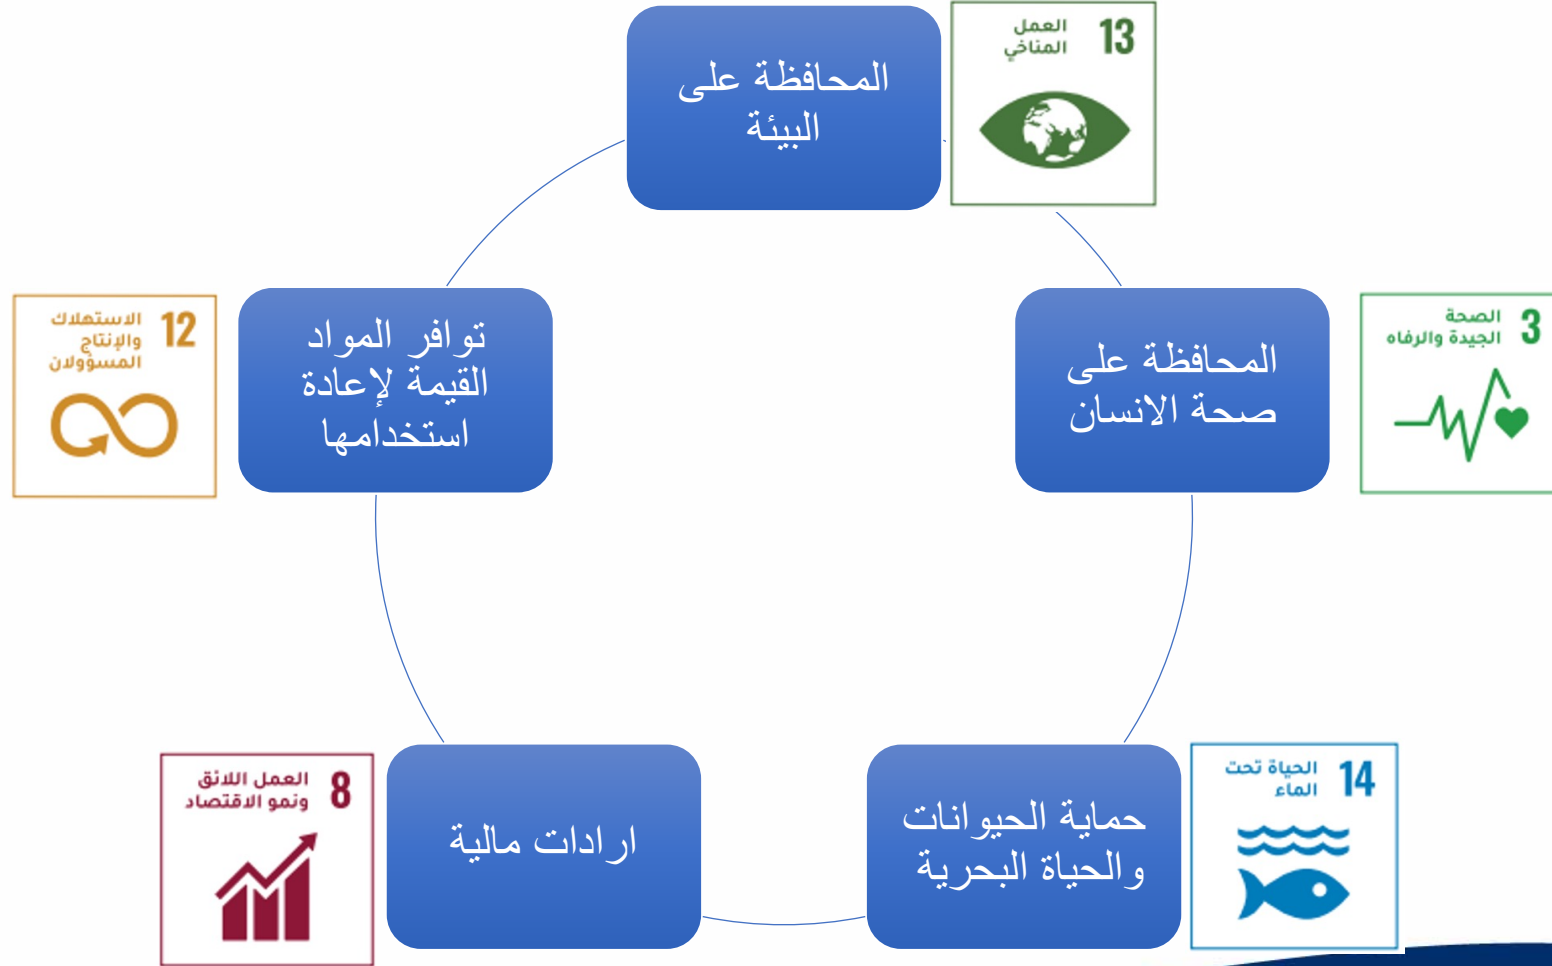 المحافظة على
البيئة
13
العمل
المناخي
المحافظة على
صحة الانسان
3
الصحة
الجيدة والرفاه
حماية الحيوانات
والحياة البحرية
14
الحياة تحت
الماء
ارادات مالية
8
العمل اللائق
ونمو الاقتصاد
توافر المواد
القيمة لإعادة
استخدامها
12
الاستهلاك
والإنتاج
المسؤولان